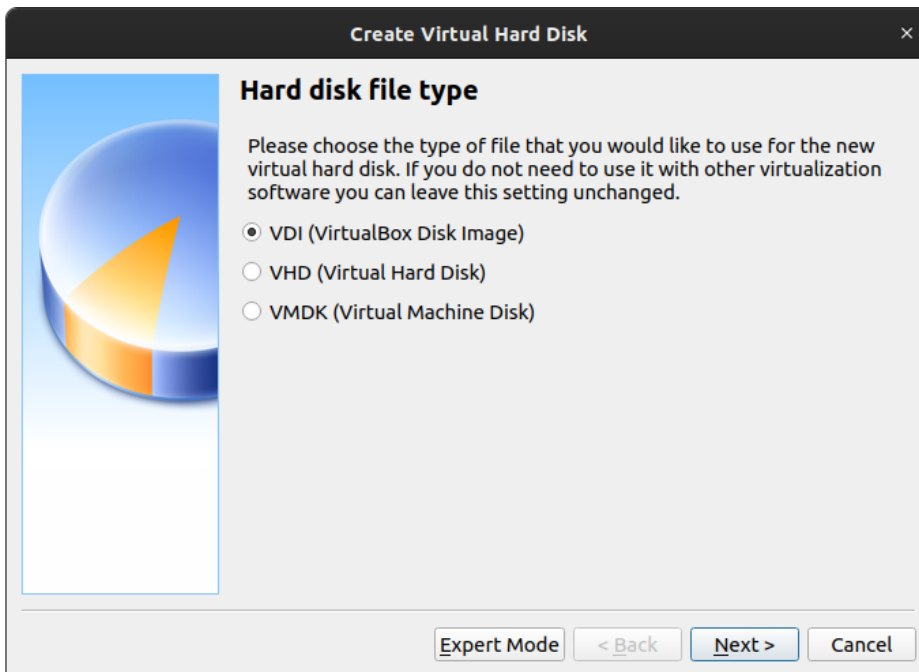 Create Virtual Hard Disk ×
Hard disk file type
Please choose the type of file that you would like to use for the new
virtual hard disk. If you do not need to use it with other virtualization
software you can leave this setting unchanged.
VDI (VirtualBox Disk Image)
VHD (Virtual Hard Disk)
VMDK (Virtual Machine Disk)
Expert Mode < Back Next > Cancel